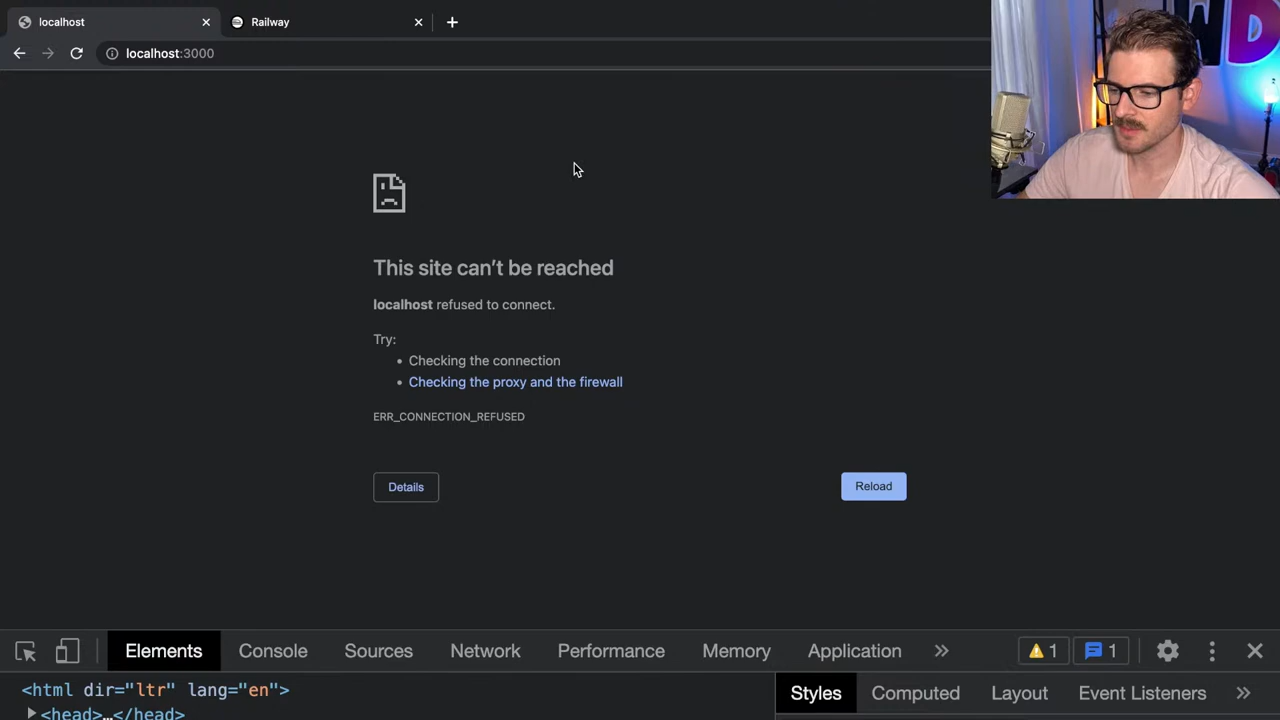 localhost
Railway
localhost:3000
WD
This site can't be reached
localhost refused to connect.
Try:
• Checking the connection
• Checking the proxy and the firewall
ERR_CONNECTION_REFUSED
Details
Reload
Elements
Console
Sources
Network
Performance
Memory
Application
1
1
<html dir="ltr" lang="en">
<head>…</head>
Styles
Computed
Layout
Event Listeners